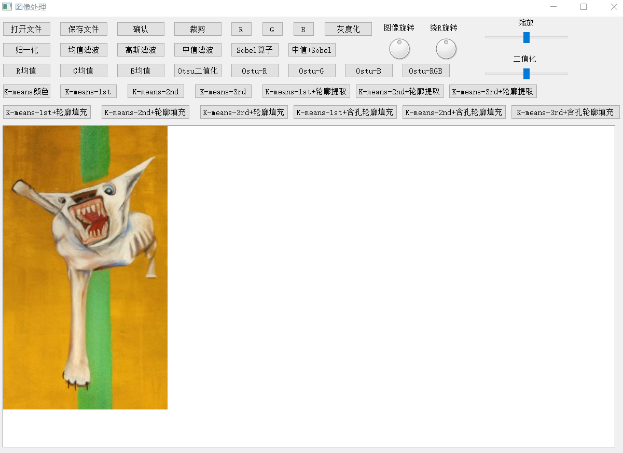 图像处理
打开文件 保存文件 确认 裁剪 R G B 灰度化 图像旋转 按R旋转 缩放
归一化 均值滤波 高斯滤波 中值滤波 Sobel算子 中值+Sobel 二值化
R均值 G均值 B均值 Otsu二值化 Ostu-R Ostu-G Ostu-B Ostu-RGB
K-means颜色 K-means-1st K-means-2nd K-means-3rd K-means-1st+轮廓提取 K-means-2nd+轮廓提取 K-means-3rd+轮廓提取
K-means-1st+轮廓填充 K-means-2nd+轮廓填充 K-means-3rd+轮廓填充 K-means-1st+含孔轮廓填充 K-means-2nd+含孔轮廓填充 K-means-3rd+含孔轮廓填充